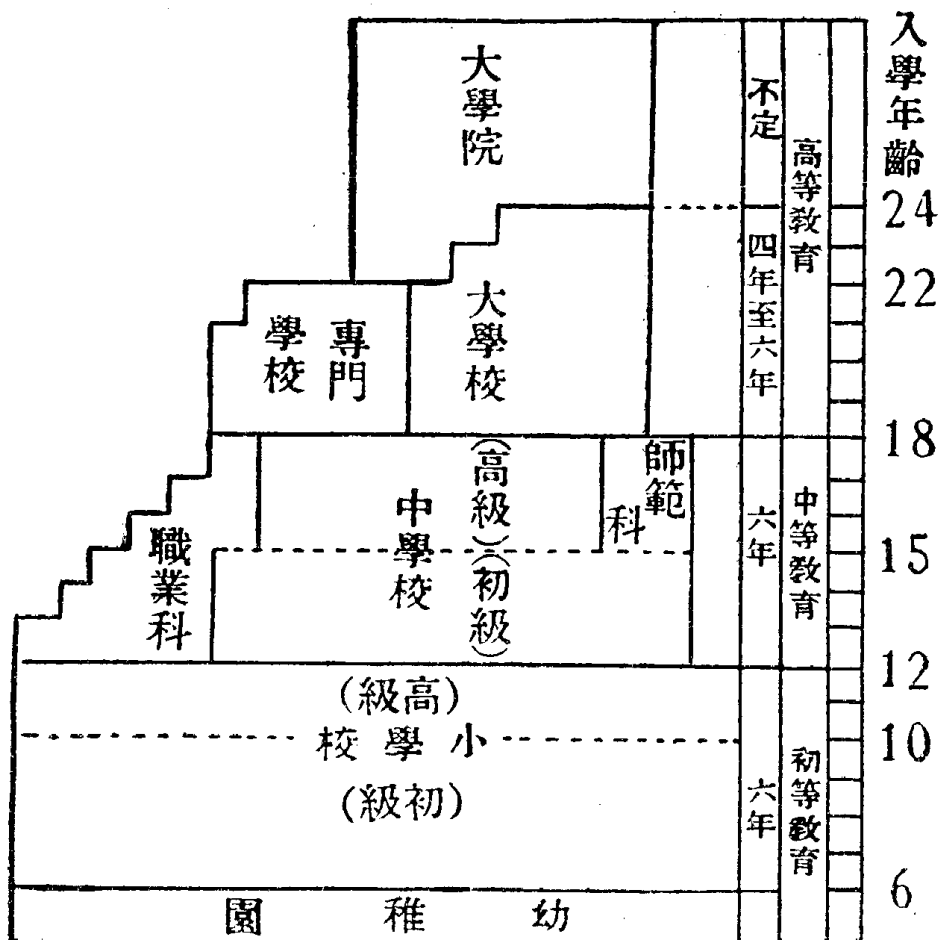 入學年齡
24
22
18
15
12
10
6
高等敎育
中等敎育
初等敎育
不定
四年至六年
六年
六年
大學院
大學校
專門
學校
師範
科
中學校
(高級)(初級)
職業科
(級高)
校學小
(級初)
園稚幼